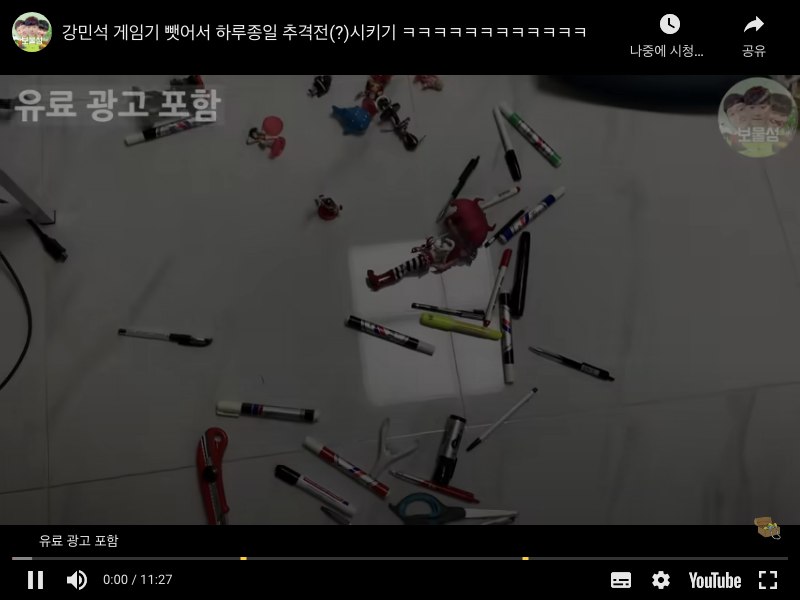 강민석 게임기 뺏어서 하루종일 추격전(?)시키기 ㅋㅋㅋㅋㅋㅋㅋㅋㅋㅋㅋㅋ
나중에 시청...
공유
유료 광고 포함
보물섬
유료 광고 포함
0:00 / 11:27
YouTube